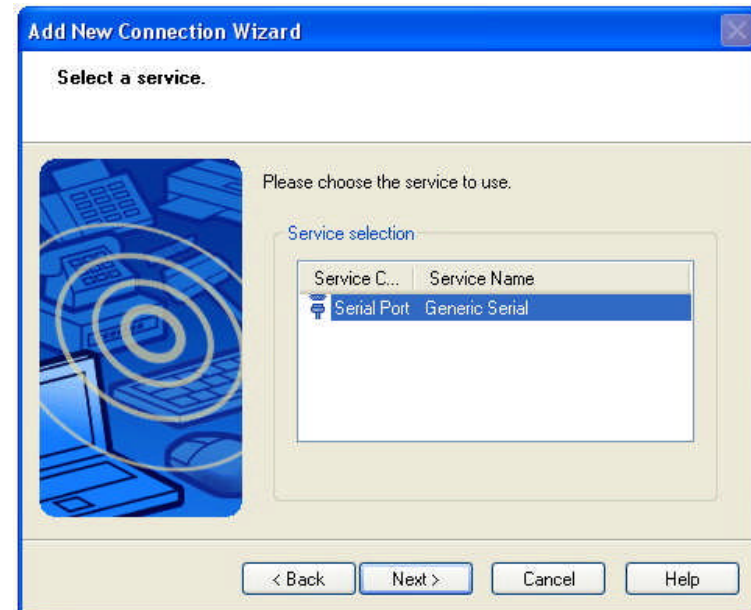 Add New Connection Wizard
Select a service.
Please choose the service to use.
Service selection
Service C... Service Name
Serial Port Generic Serial
< Back Next > Cancel Help